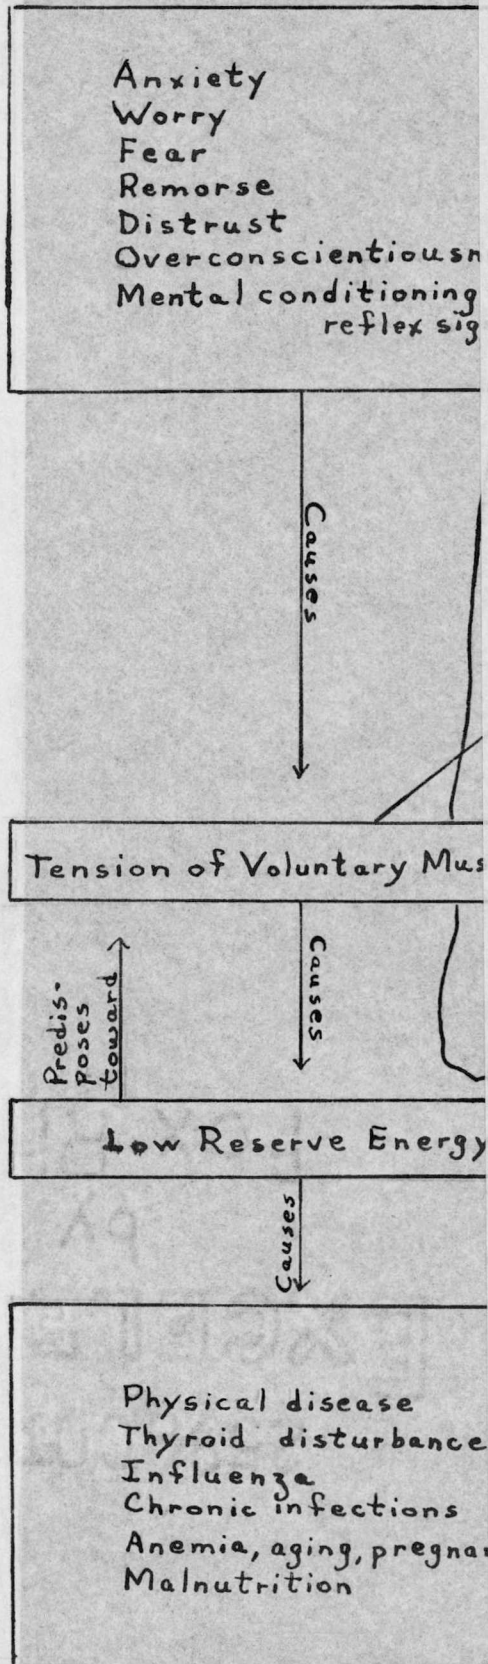 Anxiety
Worry
Fear
Remorse
Distrust
Overconscientiousn
Mental conditioning
reflex sig
Causes
Tension of Voluntary Mus
Predis-
poses
toward
Causes
Low Reserve Energy
Causes
Physical disease
Thyroid disturbance
Influenza
Chronic infections
Anemia, aging, pregnan
Malnutrition